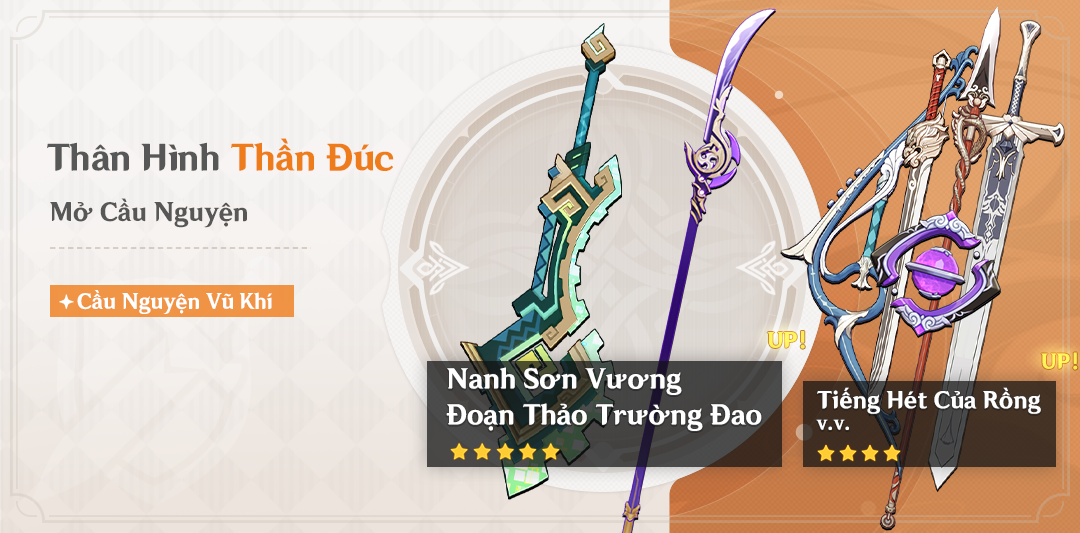 Thân Hình Thần Đúc
Mở Cầu Nguyện
Cầu Nguyện Vũ Khí
Nanh Sơn Vương
Đoạn Thảo Trường Đao
UP!
Tiếng Hét Của Rồng
v.v.
UP!